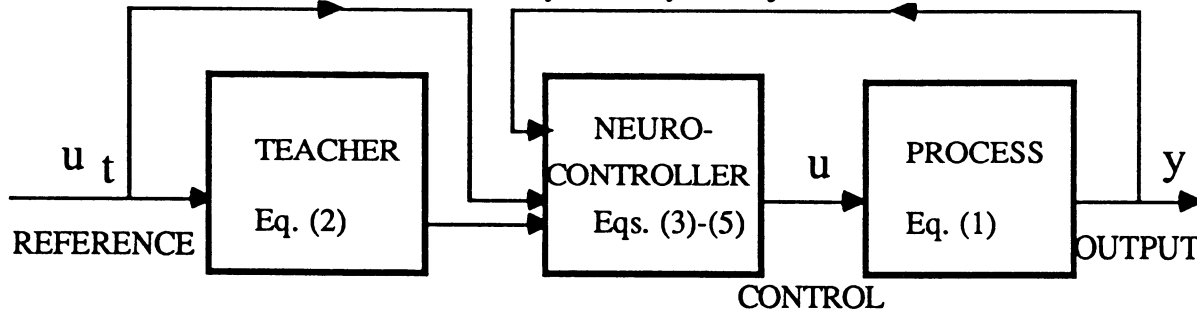 u t
REFERENCE
TEACHER
Eq. (2)
NEURO-
CONTROLLER
Eqs. (3)-(5)
u
CONTROL
PROCESS
Eq. (1)
y
OUTPUT